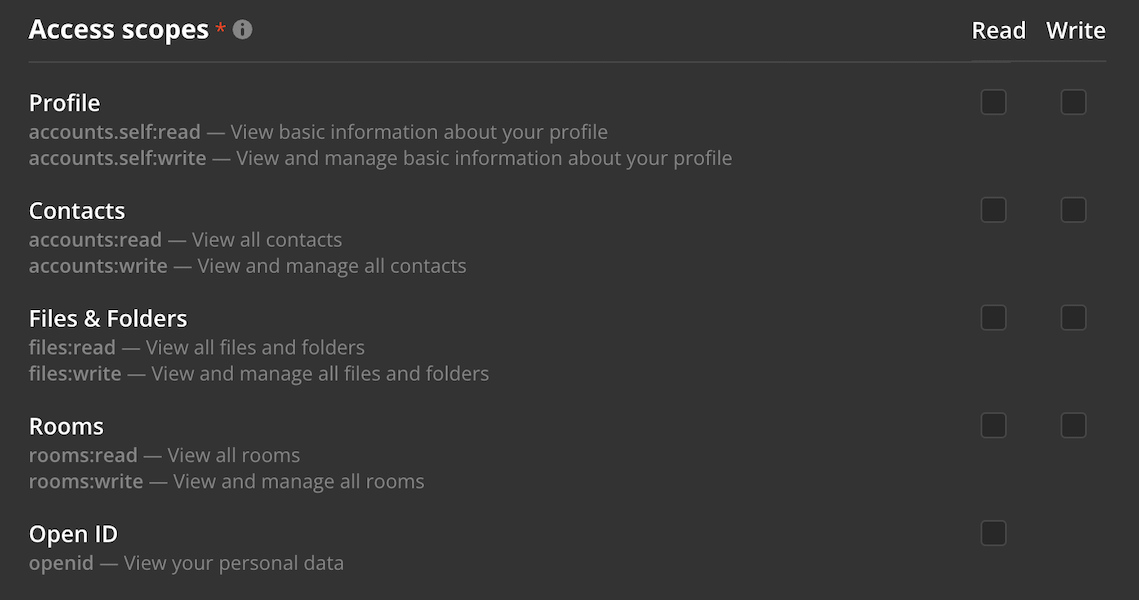 Access scopes * Read Write
Profile
accounts.self:read — View basic information about your profile
accounts.self:write — View and manage basic information about your profile
Contacts
accounts:read — View all contacts
accounts:write — View and manage all contacts
Files & Folders
files:read — View all files and folders
files:write — View and manage all files and folders
Rooms
rooms:read — View all rooms
rooms:write — View and manage all rooms
Open ID
openid — View your personal data